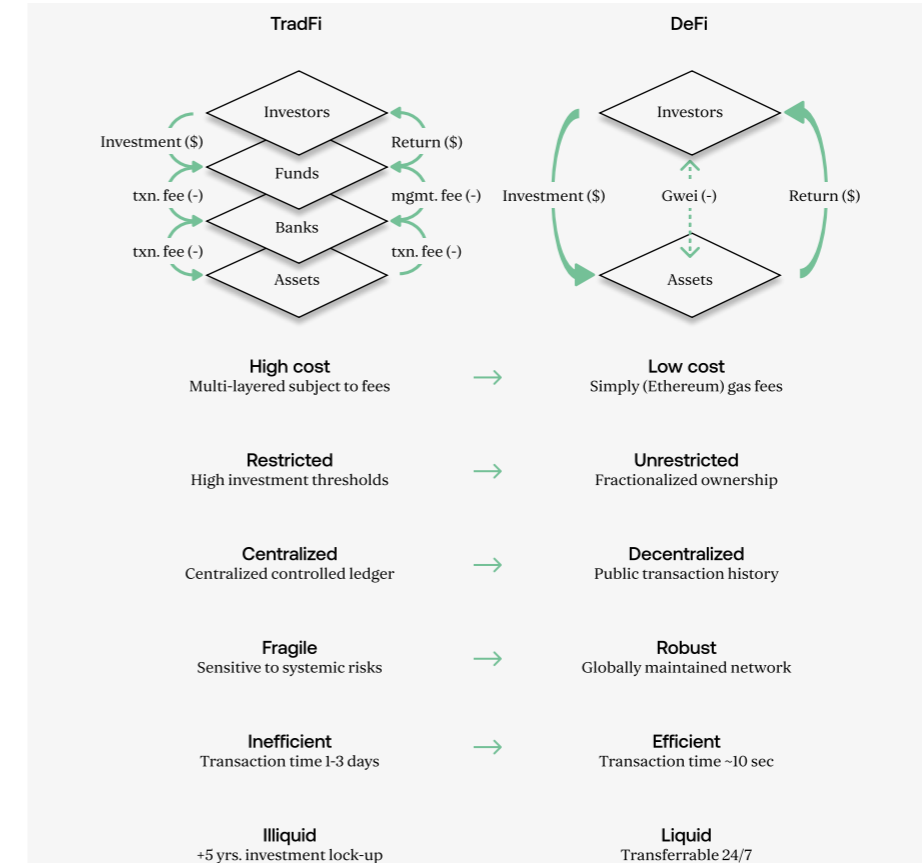 TradFi
DeFi
Investors
Investment ($)
Return ($)
Funds
txn. fee (-)
mgmt. fee (-)
Banks
txn. fee (-)
txn. fee (-)
Assets
Investors
Investment ($)
Gwei (-)
Return ($)
Assets
High cost
Multi-layered subject to fees
Low cost
Simply (Ethereum) gas fees
Restricted
High investment thresholds
Unrestricted
Fractionalized ownership
Centralized
Centralized controlled ledger
Decentralized
Public transaction history
Fragile
Sensitive to systemic risks
Robust
Globally maintained network
Inefficient
Transaction time 1-3 days
Efficient
Transaction time ~10 sec
Illiquid
+5 yrs. investment lock-up
Liquid
Transferrable 24/7